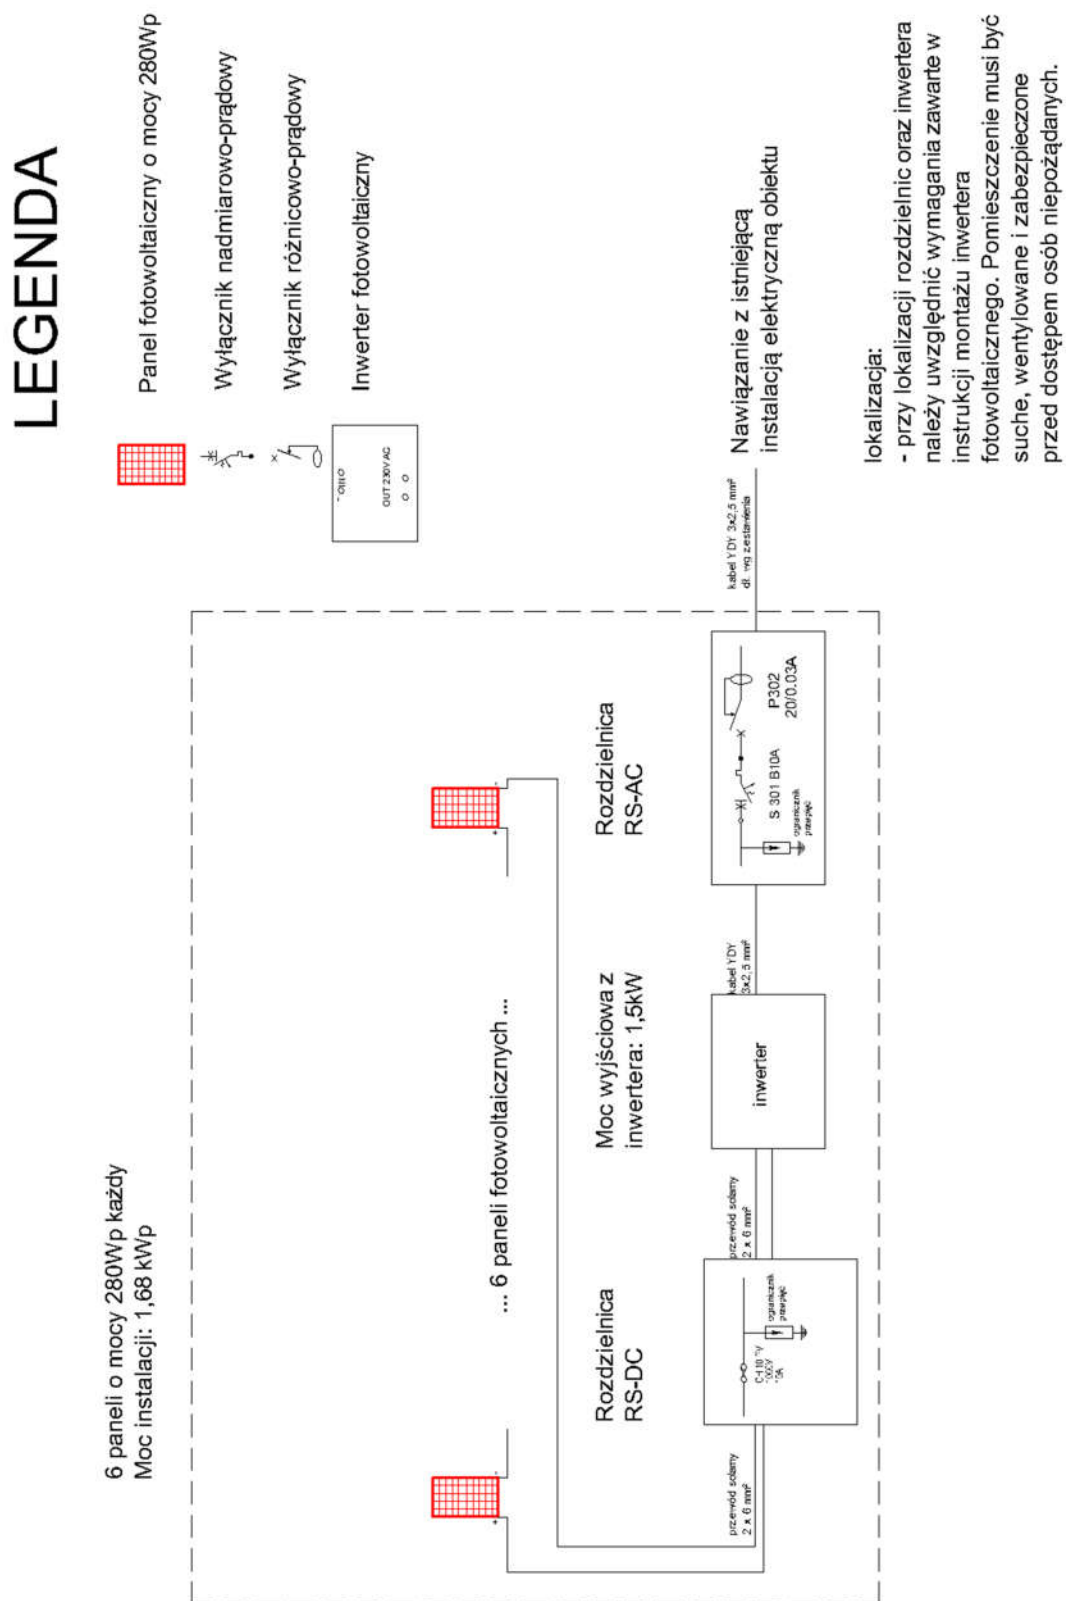 6 paneli o mocy 280Wp każdy
Moc instalacji: 1,68 kWp
LEGENDA
Panel fotowoltaiczny o mocy 280Wp
Wyłącznik nadmiarowo-prądowy
Wyłącznik różnicowo-prądowy
Inwerter fotowoltaiczny
OUT 230V AC
+
-
... 6 paneli fotowoltaicznych ...
+
-
Rozdzielnica
RS-DC
Moc wyjściowa z
inwertera: 1,5kW
Rozdzielnica
RS-AC
przewód solarny
2 x 6 mm²
ogranicznik
przepięć
przewód solarny
2 x 6 mm²
inwerter
kabel YDY
3x2,5 mm²
ogranicznik
przepięć
S 301 B10A
P302
20/0.03A
kabel YDY 3x2,5 mm²
dł. wg zestawienia
Nawiązanie z istniejącą
instalacją elektryczną obiektu
lokalizacja:
- przy lokalizacji rozdzielnic oraz inwertera
należy uwzględnić wymagania zawarte w
instrukcji montażu inwertera
fotowoltaicznego. Pomieszczenie musi być
suche, wentylowane i zabezpieczone
przed dostępem osób niepożądanych.